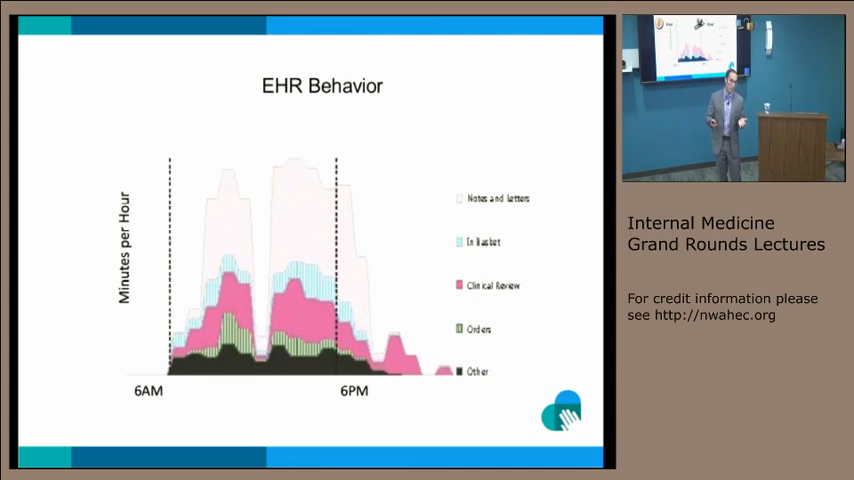 EHR Behavior
Minutes per Hour
Notes and Letters
In Basket
Clinical Review
Orders
Other
6AM
6PM
Internal Medicine
Grand Rounds Lectures
For credit information please
see http://nwahec.org